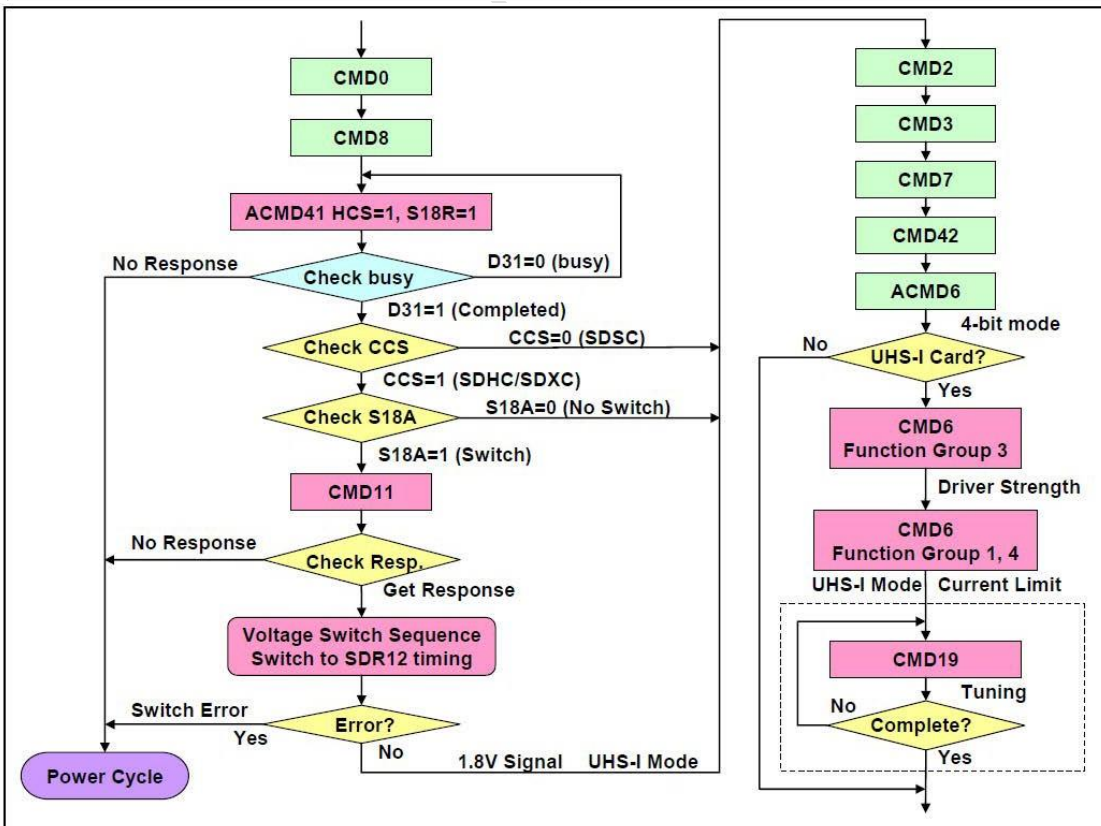 CMD0
CMD8
ACMD41 HCS=1, S18R=1
No Response
D31=0 (busy)
Check busy
D31=1 (Completed)
Check CCS
CCS=0 (SDSC)
CCS=1 (SDHC/SDXC)
Check S18A
S18A=0 (No Switch)
S18A=1 (Switch)
CMD11
No Response
Check Resp.
Get Response
Voltage Switch Sequence
Switch to SDR12 timing
Switch Error
Error?
Yes
No
Power Cycle
1.8V Signal UHS-I Mode
CMD2
CMD3
CMD7
CMD42
ACMD6
4-bit mode
No
UHS-I Card?
Yes
CMD6
Function Group 3
Driver Strength
CMD6
Function Group 1, 4
UHS-I Mode Current Limit
CMD19
Tuning
No
Complete?
Yes